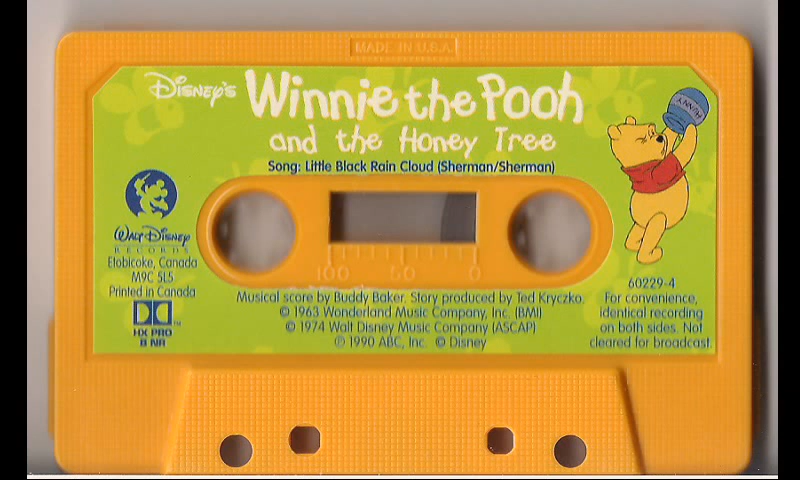 MADE IN U.S.A.
Disney's Winnie the Pooh
and the Honey Tree
Song: Little Black Rain Cloud (Sherman/Sherman)
HUNNY
WALT DISNEY
RECORDS
Etobicoke, Canada
M9C 5L5
Printed in Canada
HX PRO
B NR
100 50 0
Musical score by Buddy Baker. Story produced by Ted Kryczko.
© 1963 Wonderland Music Company, Inc. (BMI)
© 1974 Walt Disney Music Company (ASCAP)
℗ 1990 ABC, Inc. © Disney
60229-4
For convenience,
identical recording
on both sides. Not
cleared for broadcast.